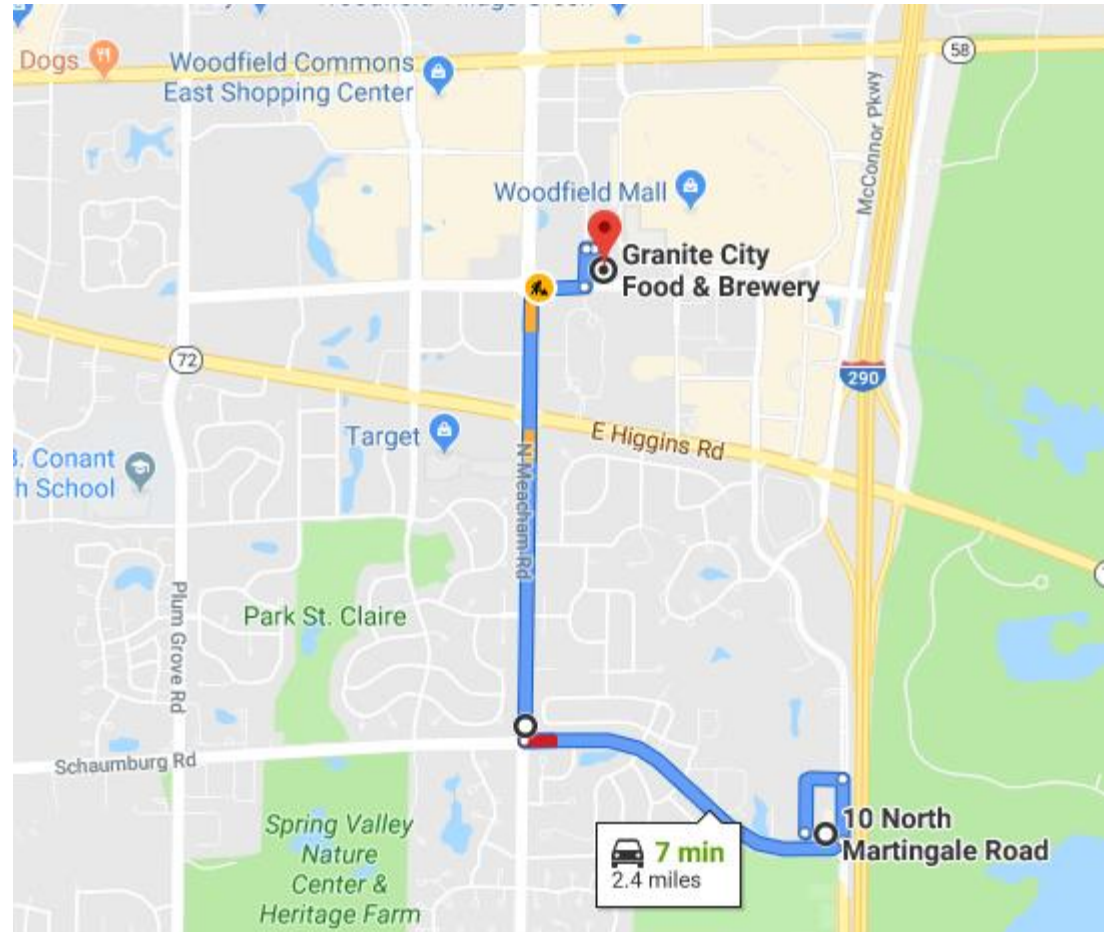 Dogs
Woodfield Commons
East Shopping Center
58
McConnor Pkwy
Woodfield Mall
Granite City
Food & Brewery
72
290
E Higgins Rd
Target
B. Conant
h School
N Meacham Rd
Plum Grove Rd
Park St. Claire
Schaumburg Rd
Spring Valley
Nature
Center &
Heritage Farm
7 min
2.4 miles
10 North
Martingale Road